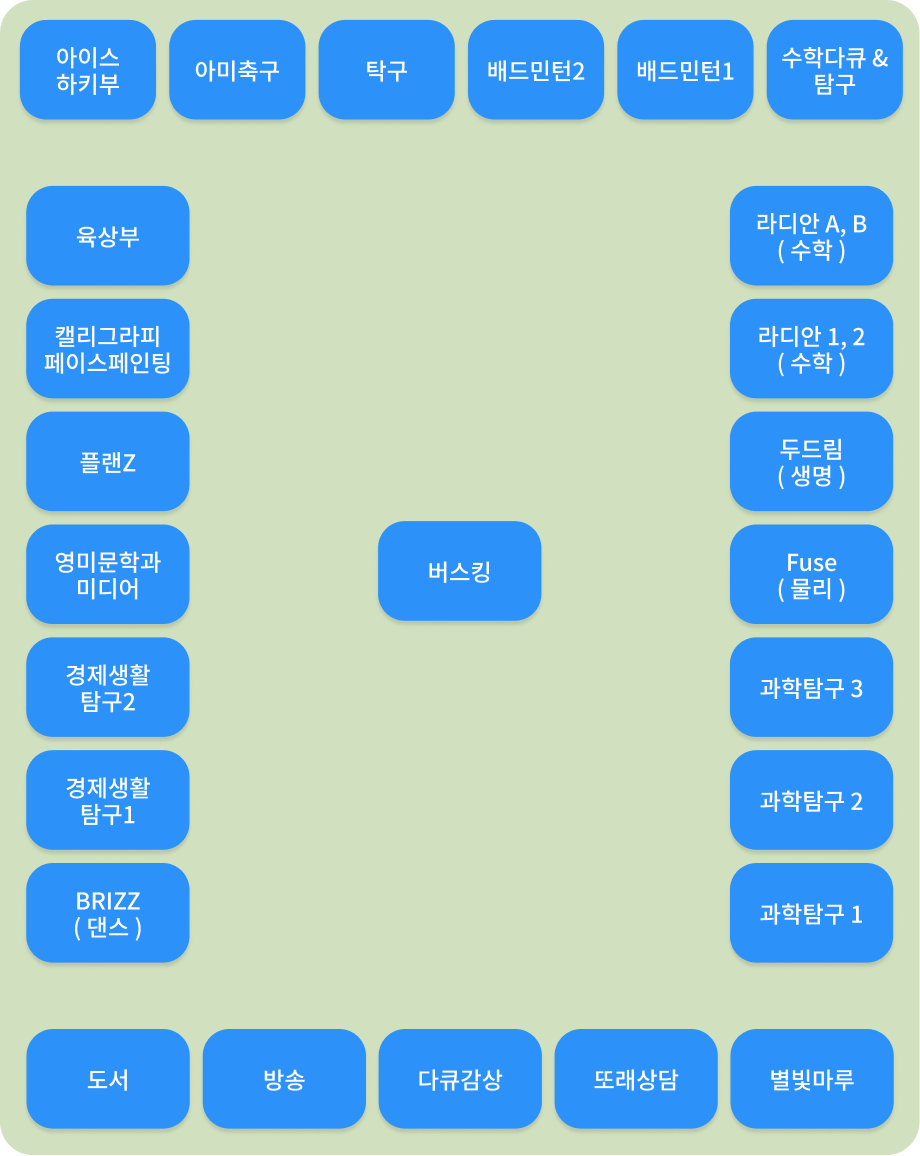 아이스
하키부
아미축구
탁구
배드민턴2
배드민턴1
수학다큐 &
탐구
육상부
라디안 A, B
( 수학 )
캘리그라피
페이스페인팅
라디안 1, 2
( 수학 )
플랜Z
두드림
( 생명 )
영미문학과
미디어
버스킹
Fuse
( 물리 )
경제생활
탐구2
과학탐구 3
경제생활
탐구1
과학탐구 2
BRIZZ
( 댄스 )
과학탐구 1
도서
방송
다큐감상
또래상담
별빛마루